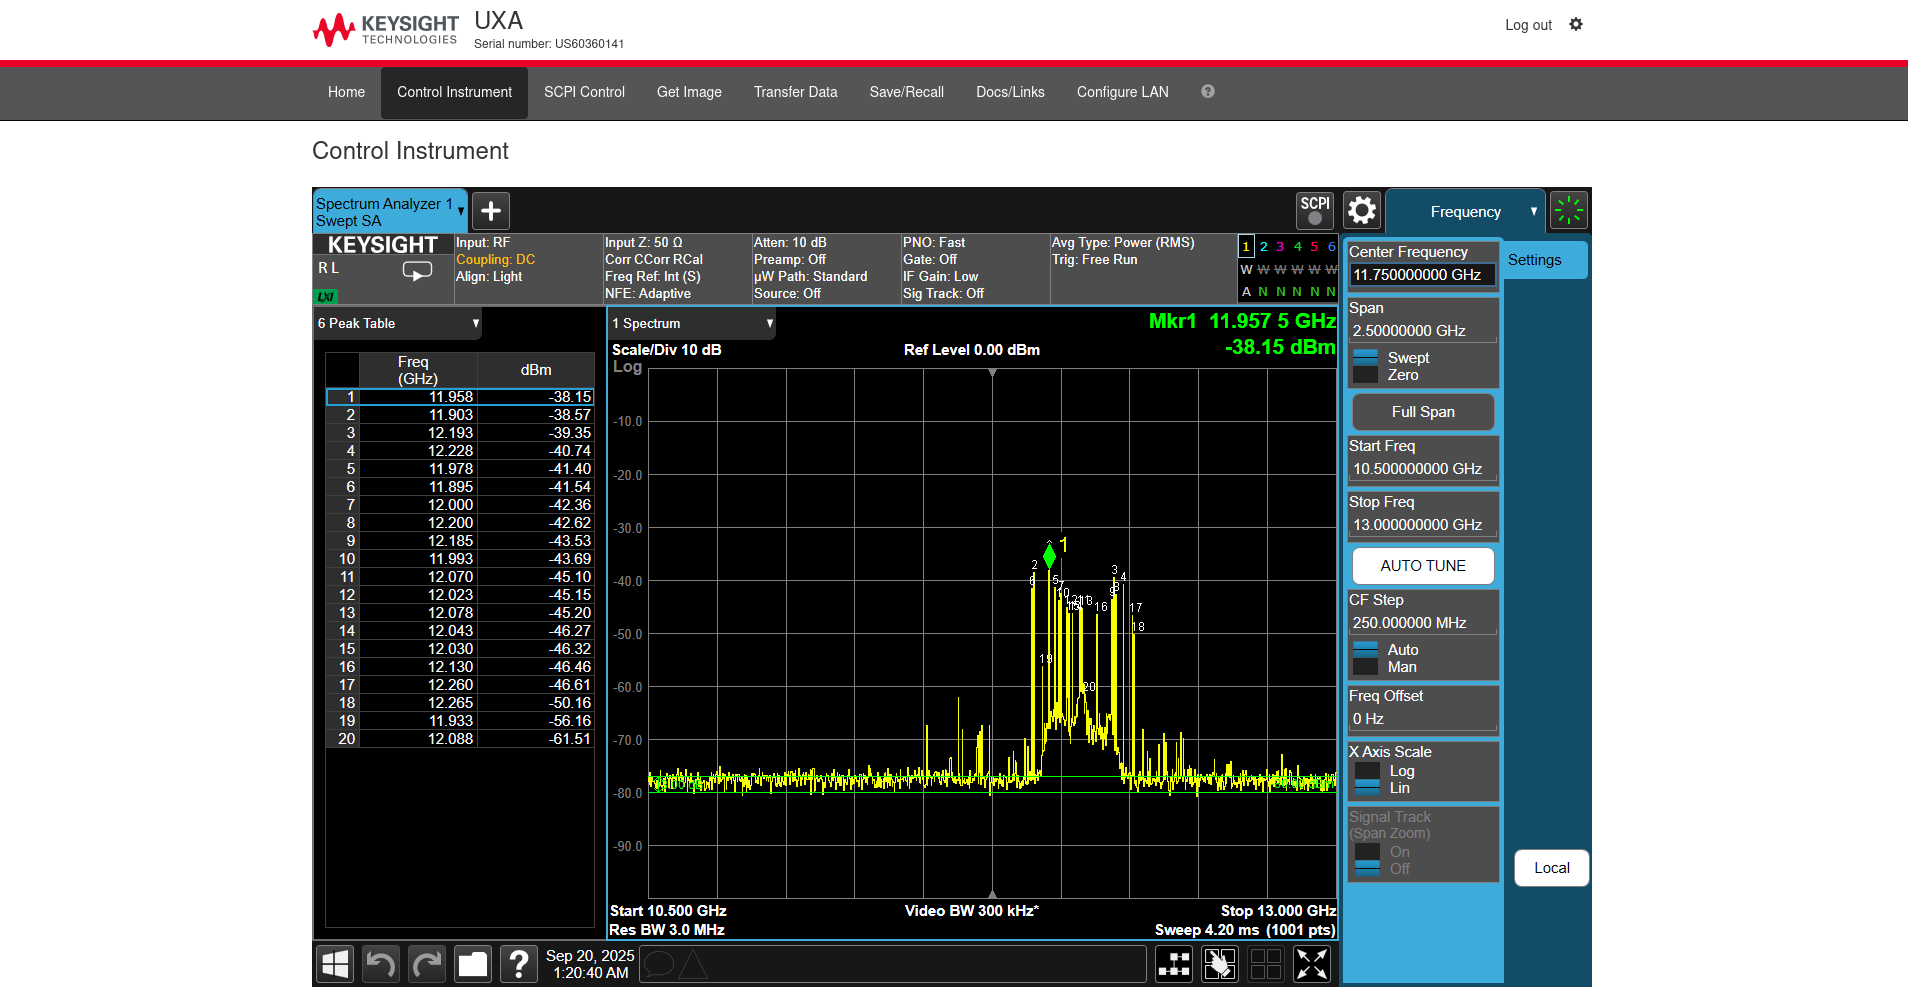 KEYSIGHT
TECHNOLOGIES
UXA
Serial number: US60360141
Log out
Home
Control Instrument
SCPI Control
Get Image
Transfer Data
Save/Recall
Docs/Links
Configure LAN
?
Control Instrument
Spectrum Analyzer 1
Swept SA
SCPI
Frequency
KEYSIGHT
R L
LXI
Input: RF
Coupling: DC
Align: Light
Input Z: 50 Ω
Corr CCorr RCal
Freq Ref: Int (S)
NFE: Adaptive
Atten: 10 dB
Preamp: Off
µW Path: Standard
Source: Off
PNO: Fast
Gate: Off
IF Gain: Low
Sig Track: Off
Avg Type: Power (RMS)
Trig: Free Run
1 2 3 4 5 6
W W W W W W
A N N N N N
6 Peak Table
Freq (GHz) dBm
1 11.958 -38.15
2 11.903 -38.57
3 12.193 -39.35
4 12.228 -40.74
5 11.978 -41.40
6 11.895 -41.54
7 12.000 -42.36
8 12.200 -42.62
9 12.185 -43.53
10 11.993 -43.69
11 12.070 -45.10
12 12.023 -45.15
13 12.078 -45.20
14 12.043 -46.27
15 12.030 -46.32
16 12.130 -46.46
17 12.260 -46.61
18 12.265 -50.16
19 11.933 -56.16
20 12.088 -61.51
1 Spectrum
Mkr1 11.957 5 GHz
-38.15 dBm
Scale/Div 10 dB
Ref Level 0.00 dBm
Log
-10.0
-20.0
-30.0
-40.0
-50.0
-60.0
-70.0
-80.0
-90.0
1
2
3
4
5
16
17
18
19
20
Start 10.500 GHz
Video BW 300 kHz*
Stop 13.000 GHz
Res BW 3.0 MHz
Sweep 4.20 ms (1001 pts)
Center Frequency
11.750000000 GHz
Settings
Span
2.50000000 GHz
Swept
Zero
Full Span
Start Freq
10.500000000 GHz
Stop Freq
13.000000000 GHz
AUTO TUNE
CF Step
250.000000 MHz
Auto
Man
Freq Offset
0 Hz
X Axis Scale
Log
Lin
Signal Track
(Span Zoom)
On
Off
Local
?
Sep 20, 2025
1:20:40 AM